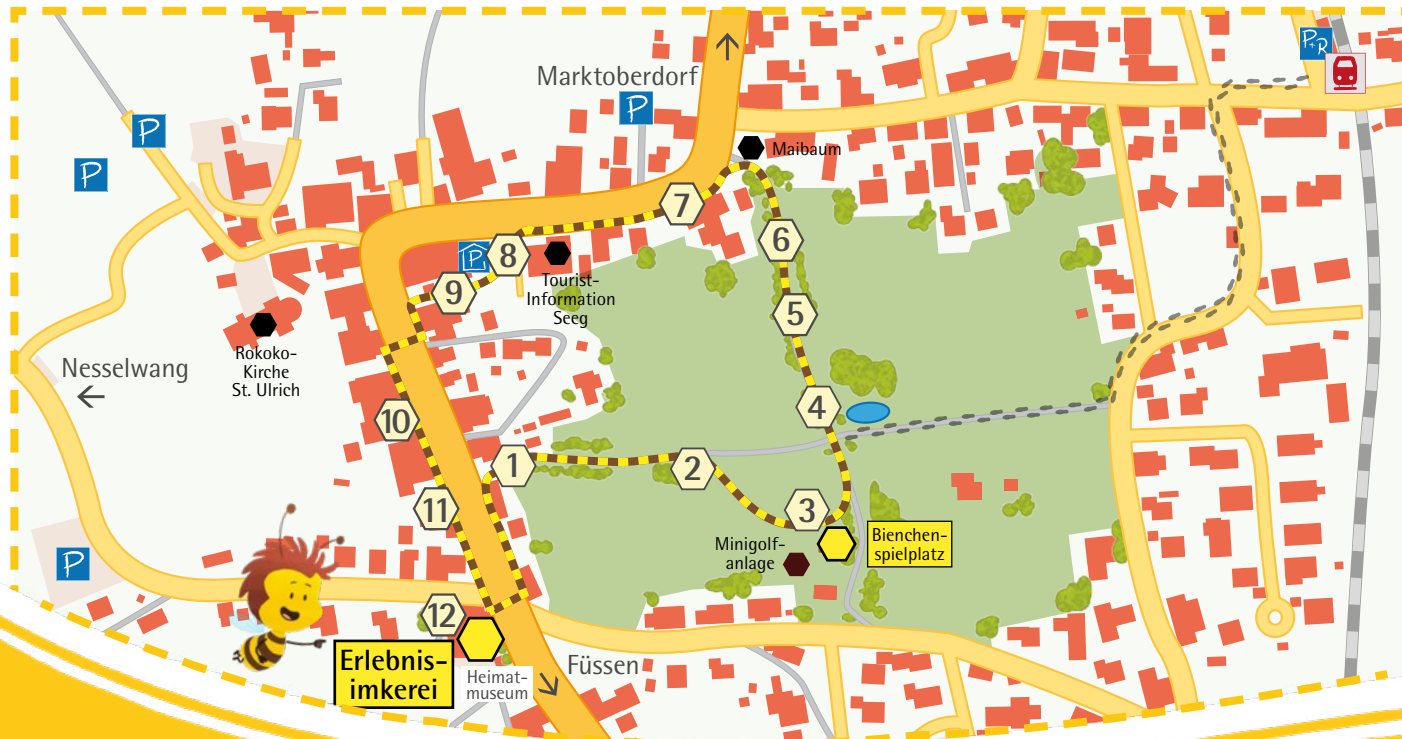 P+R
Marktoberdorf
P
P
P
Maibaum
7
6
8
P
Tourist-
Information
Seeg
9
5
Rokoko-
Kirche
St. Ulrich
Nesselwang
4
10
1
2
3
11
Bienchen-
spielplatz
Minigolf-
anlage
P
12
Erlebnis-
imkerei
Heimat-
museum
Füssen